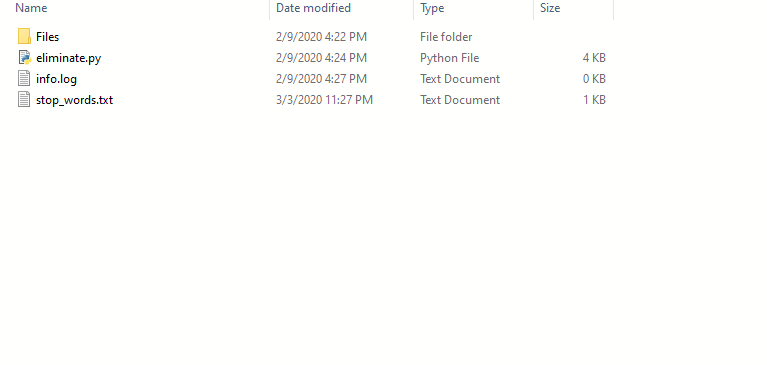 Name Date modified Type Size
Files 2/9/2020 4:22 PM File folder
eliminate.py 2/9/2020 4:24 PM Python File 4 KB
info.log 2/9/2020 4:27 PM Text Document 0 KB
stop_words.txt 3/3/2020 11:27 PM Text Document 1 KB